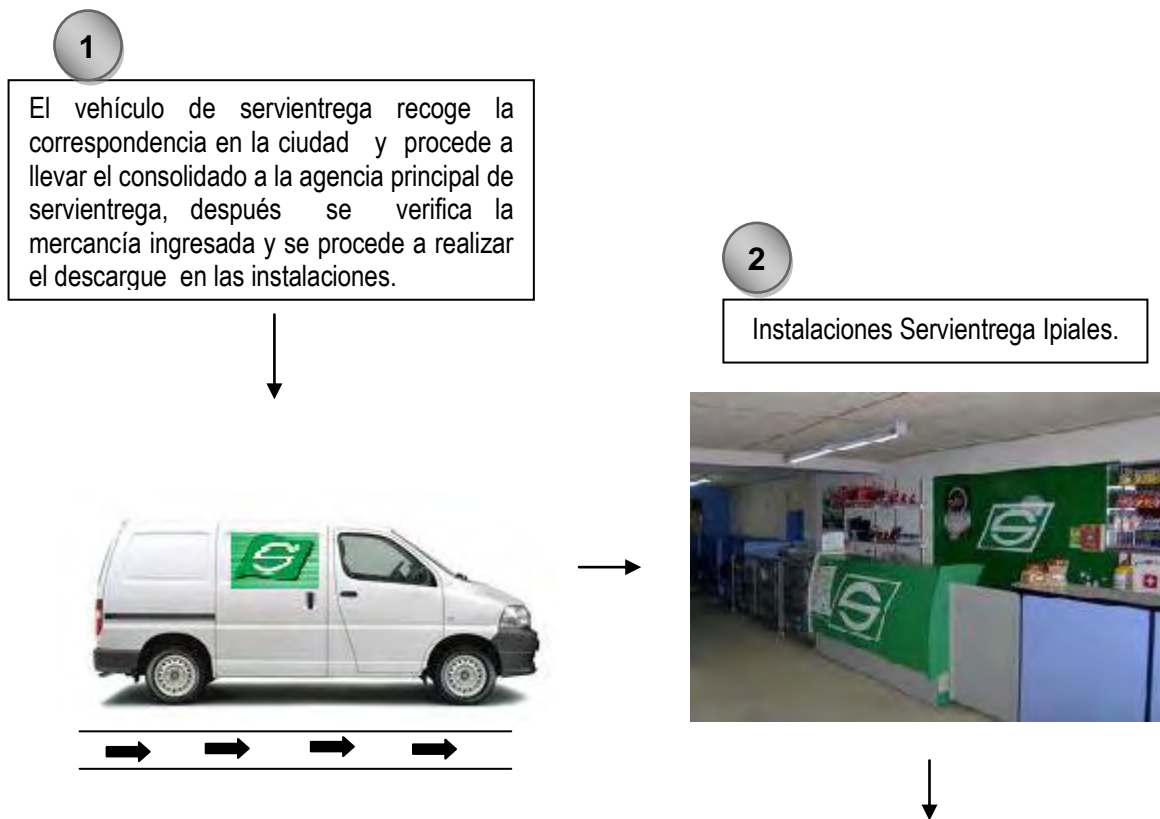 1
El vehículo de servientrega recoge la
correspondencia en la ciudad y procede a
llevar el consolidado a la agencia principal de
servientrega, después se verifica la
mercancía ingresada y se procede a realizar
el descargue en las instalaciones.
2
Instalaciones Servientrega Ipiales.